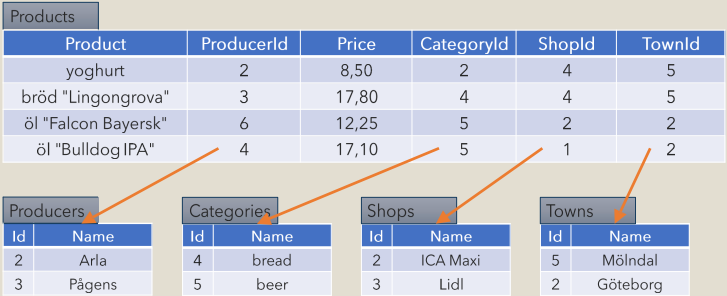 Products
Product ProducerId Price CategoryId ShopId TownId
yoghurt 2 8,50 2 4 5
bröd "Lingongrova" 3 17,80 4 4 5
öl "Falcon Bayersk" 6 12,25 5 2 2
öl "Bulldog IPA" 4 17,10 5 1 2
Producers Categories Shops Towns
Id Name Id Name Id Name Id Name
2 Arla 4 bread 2 ICA Maxi 5 Mölndal
3 Pågens 5 beer 3 Lidl 2 Göteborg